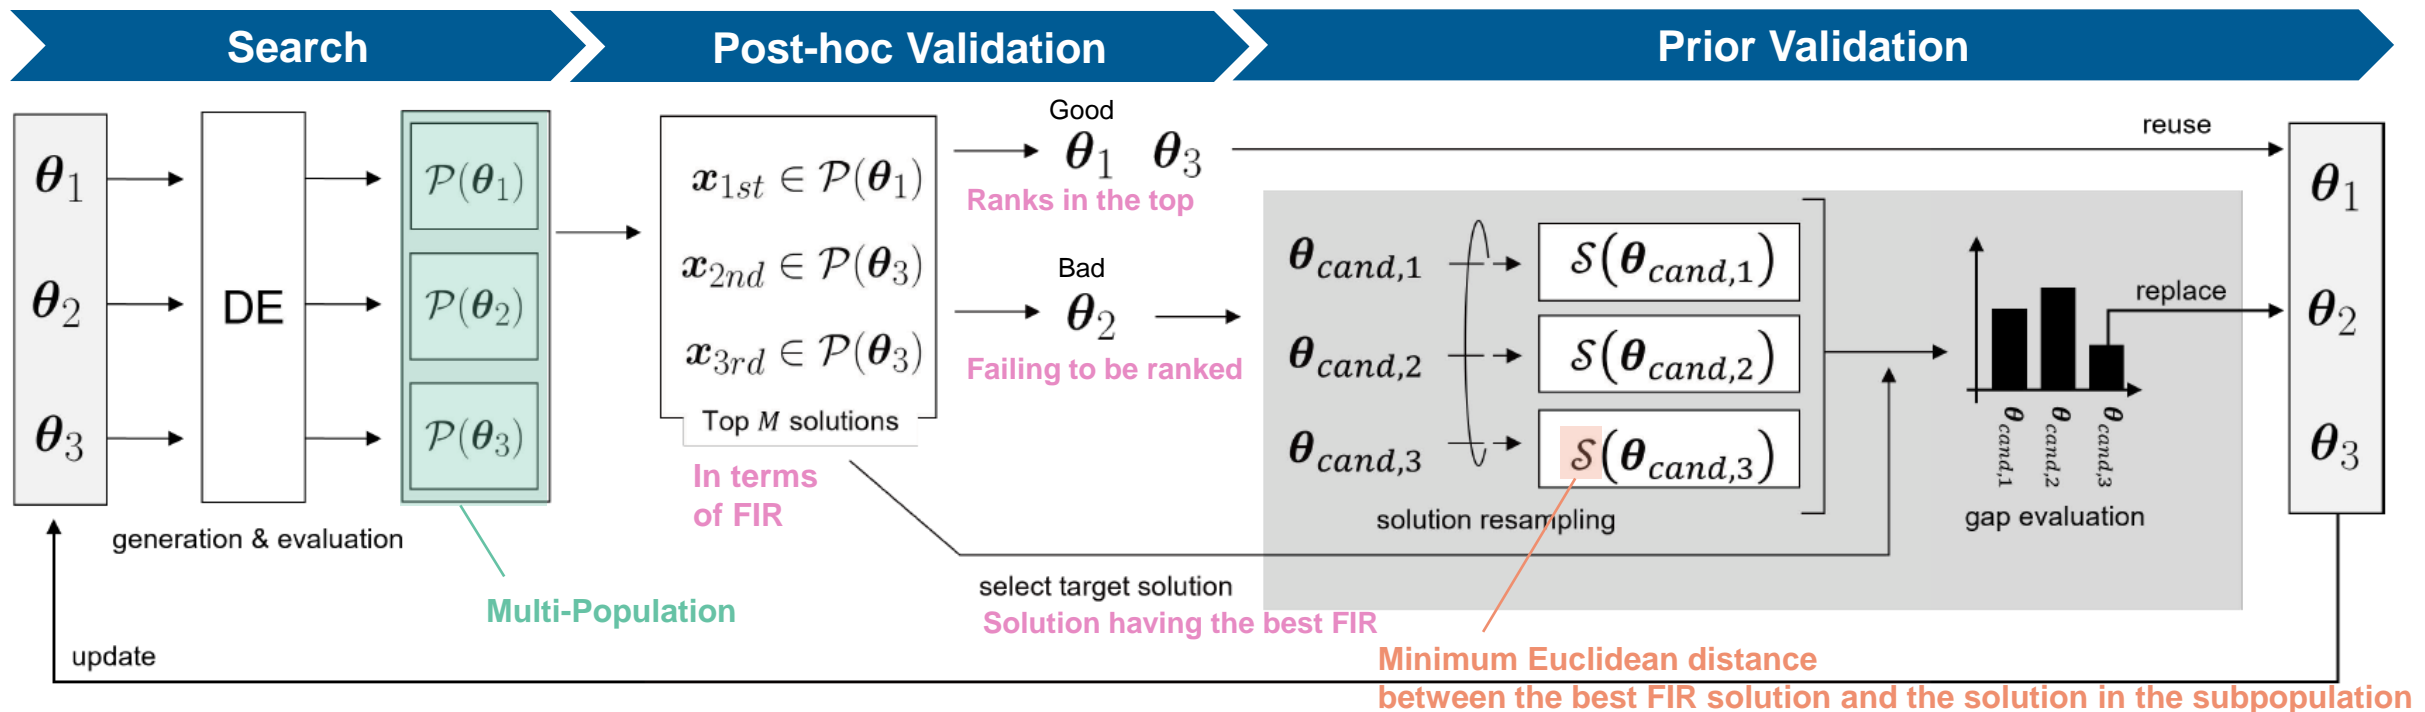 Search
Post-hoc Validation
Prior Validation
θ1
θ2
θ3
DE
generation & evaluation
𝒫(θ1)
𝒫(θ2)
𝒫(θ3)
Multi-Population
x1st ∈ 𝒫(θ1)
x2nd ∈ 𝒫(θ3)
x3rd ∈ 𝒫(θ3)
Top M solutions
In terms
of FIR
Good
θ1 θ3
Ranks in the top
Bad
θ2
Failing to be ranked
select target solution
Solution having the best FIR
θcand,1
θcand,2
θcand,3
𝒮(θcand,1)
𝒮(θcand,2)
𝒮(θcand,3)
solution resampling
Minimum Euclidean distance
between the best FIR solution and the solution in the subpopulation
θcand,1
θcand,2
θcand,3
gap evaluation
reuse
replace
θ1
θ2
θ3
update